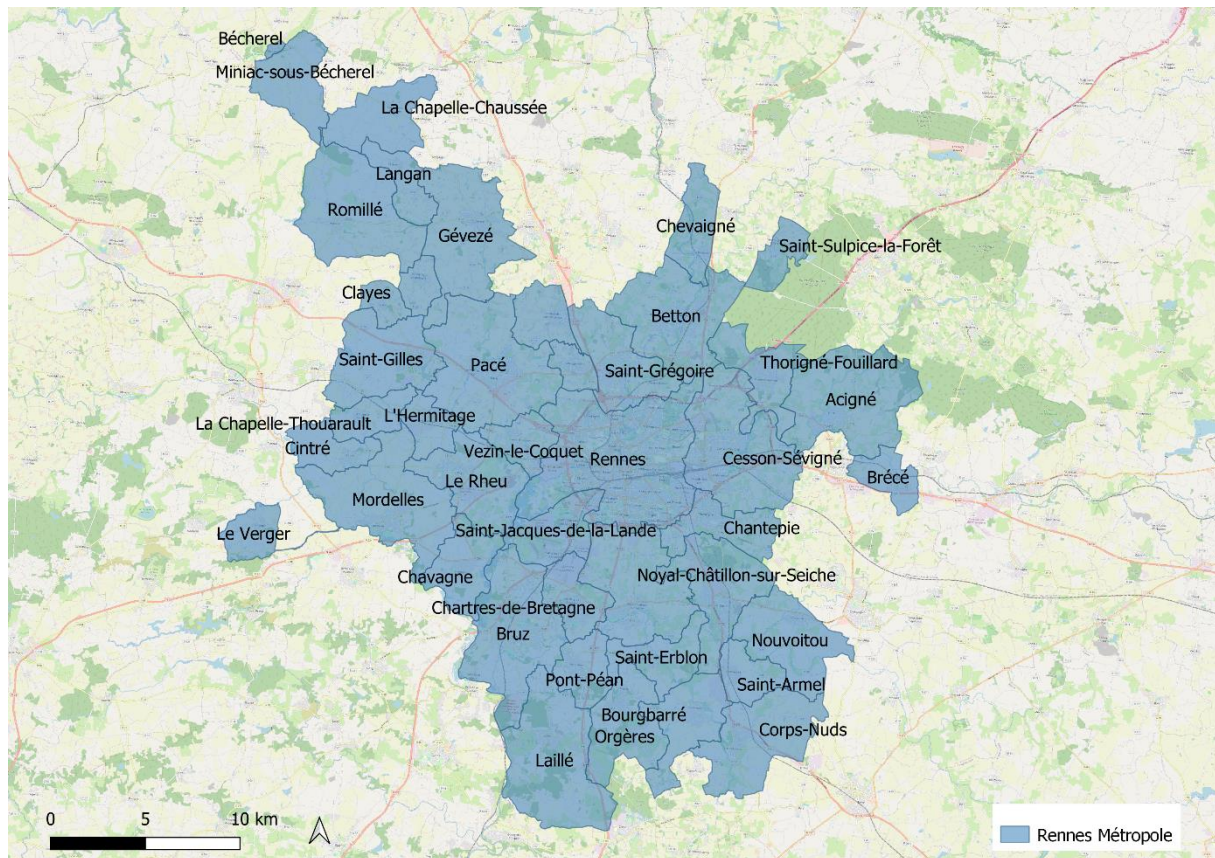 Bécherel
Miniac-sous-Bécherel
La Chapelle-Chaussée
Langan
Romillé
Gévezé
Chevaigné
Saint-Sulpice-la-Forêt
Clayes
Betton
Saint-Gilles
Pacé
Saint-Grégoire
Thorigné-Fouillard
Acigné
La Chapelle-Thouarault
L'Hermitage
Cintré
Vezin-le-Coquet
Rennes
Cesson-Sévigné
Le Rheu
Brécé
Mordelles
Le Verger
Saint-Jacques-de-la-Lande
Chantepie
Chavagne
Noyal-Châtillon-sur-Seiche
Chartres-de-Bretagne
Bruz
Nouvoitou
Saint-Erblon
Pont-Péan
Saint-Armel
Bourgbarré
Orgères
Corps-Nuds
Laillé
0 5 10 km
Rennes Métropole